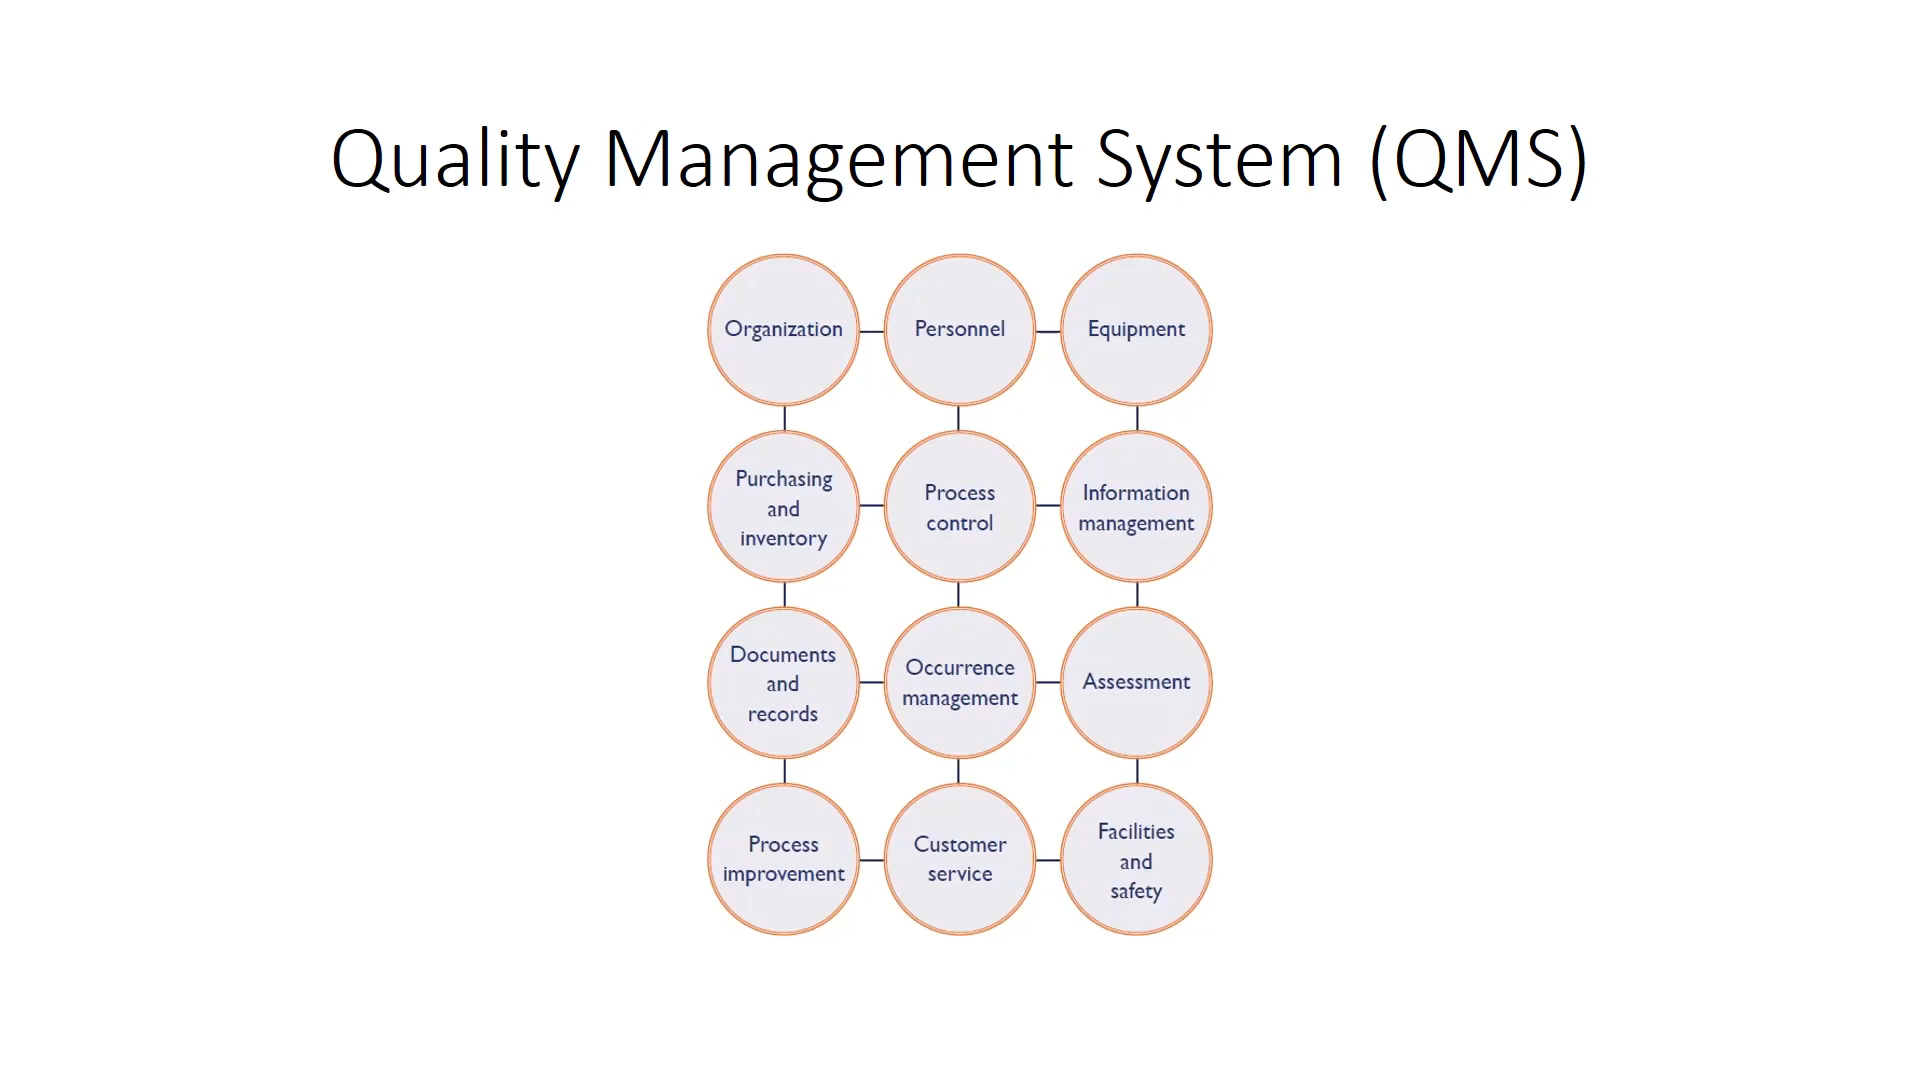 Quality Management System (QMS)
Organization
Personnel
Equipment
Purchasing
and
inventory
Process
control
Information
management
Documents
and
records
Occurrence
management
Assessment
Process
improvement
Customer
service
Facilities
and
safety